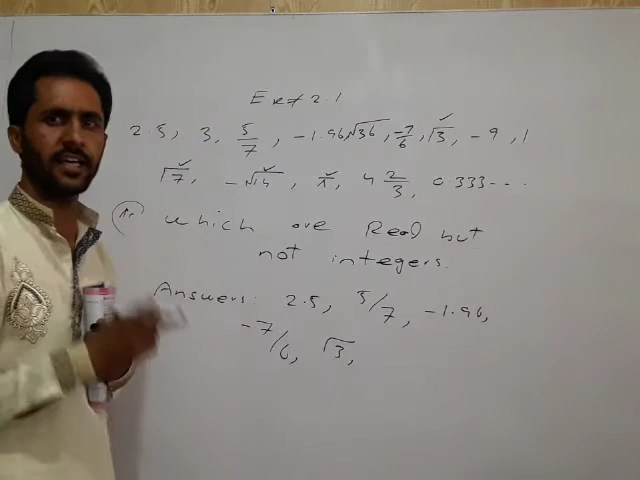 Ex# 2.1
2.5, 3, 5/7, -1.96, √36, -7/6, √3, -9, 1
√7, -√14, π, 4 2/3, 0.333---
which are Real but
not integers.
Answers: 2.5, 5/7, -1.96,
-7/6, √3,